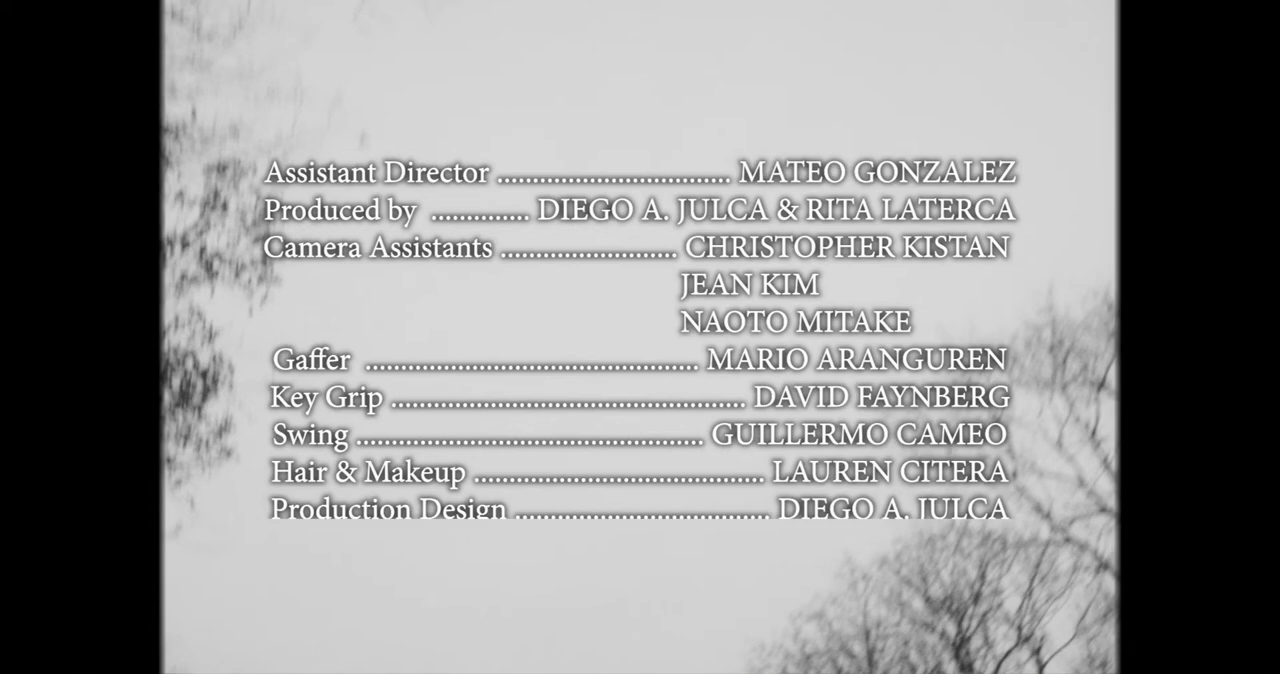 Assistant Director ................................. MATEO GONZALEZ
Produced by .............. DIEGO A. JULCA & RITA LATERCA
Camera Assistants ......................... CHRISTOPHER KISTAN
JEAN KIM
NAOTO MITAKE
Gaffer ............................................... MARIO ARANGUREN
Key Grip .................................................. DAVID FAYNBERG
Swing ................................................. GUILLERMO CAMEO
Hair & Makeup ......................................... LAUREN CITERA
Production Design .................................... DIEGO A. JULCA